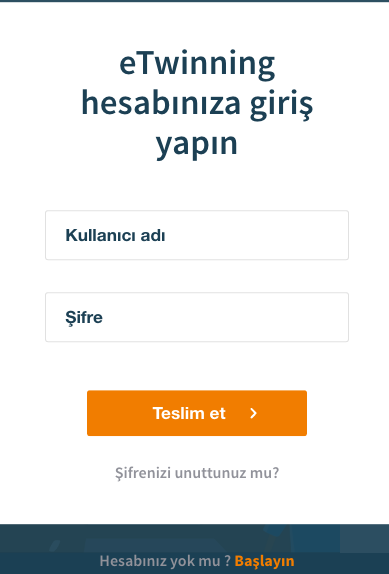 eTwinning
hesabınıza giriş
yapın
Kullanıcı adı
Şifre
Teslim et
Şifrenizi unuttunuz mu?
Hesabınız yok mu ? Başlayın